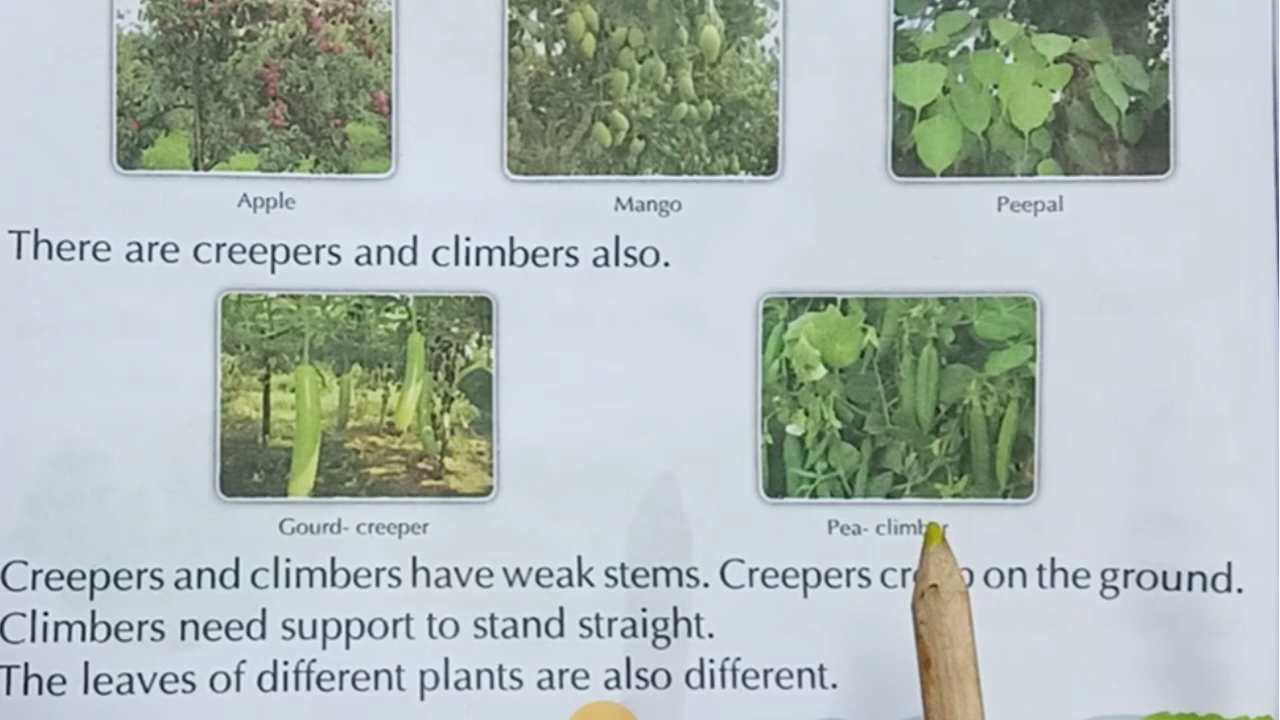 Apple Mango Peepal
There are creepers and climbers also.
Gourd- creeper Pea- climber
Creepers and climbers have weak stems. Creepers creep on the ground.
Climbers need support to stand straight.
The leaves of different plants are also different.